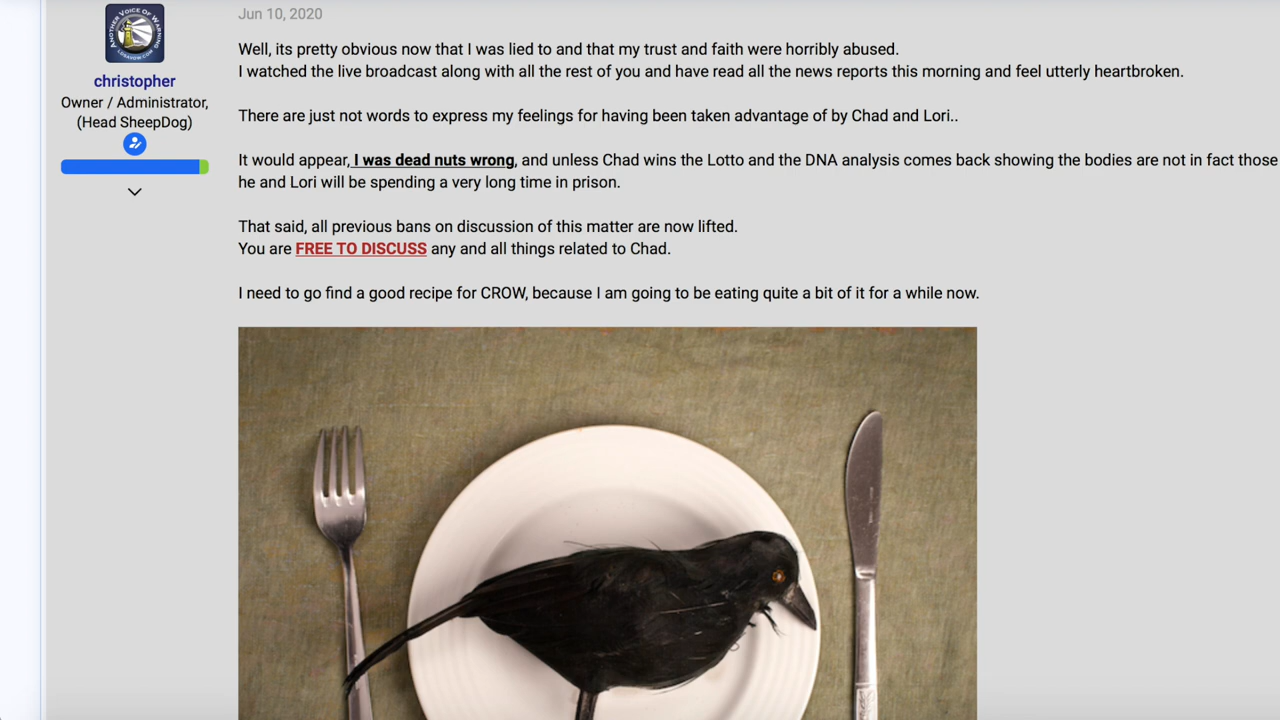 Jun 10, 2020
ANOTHER VOICE OF WARNING
christopher
Owner / Administrator,
(Head SheepDog)
Well, its pretty obvious now that I was lied to and that my trust and faith were horribly abused.
I watched the live broadcast along with all the rest of you and have read all the news reports this morning and feel utterly heartbroken.
There are just not words to express my feelings for having been taken advantage of by Chad and Lori..
It would appear, I was dead nuts wrong, and unless Chad wins the Lotto and the DNA analysis comes back showing the bodies are not in fact those
he and Lori will be spending a very long time in prison.
That said, all previous bans on discussion of this matter are now lifted.
You are FREE TO DISCUSS any and all things related to Chad.
I need to go find a good recipe for CROW, because I am going to be eating quite a bit of it for a while now.